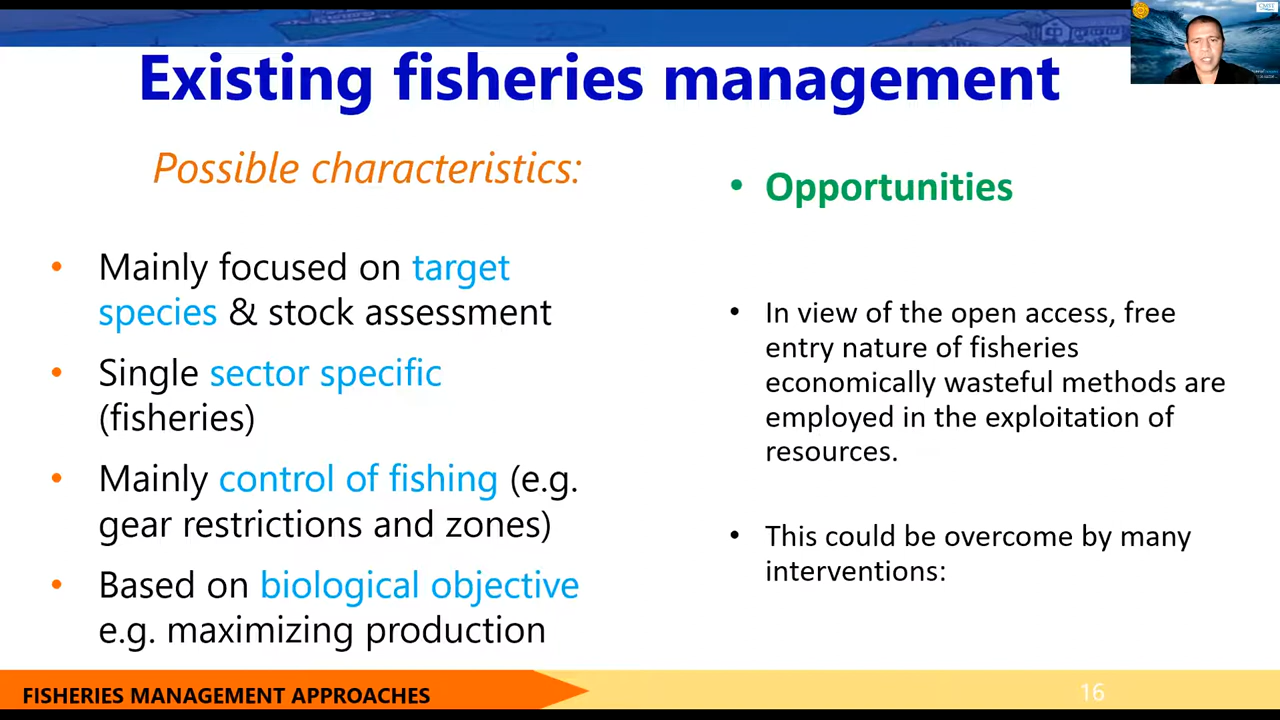 Existing fisheries management
Possible characteristics:
• Mainly focused on target
species & stock assessment
• Single sector specific
(fisheries)
• Mainly control of fishing (e.g.
gear restrictions and zones)
• Based on biological objective
e.g. maximizing production
• Opportunities
• In view of the open access, free
entry nature of fisheries
economically wasteful methods are
employed in the exploitation of
resources.
• This could be overcome by many
interventions:
FISHERIES MANAGEMENT APPROACHES
16